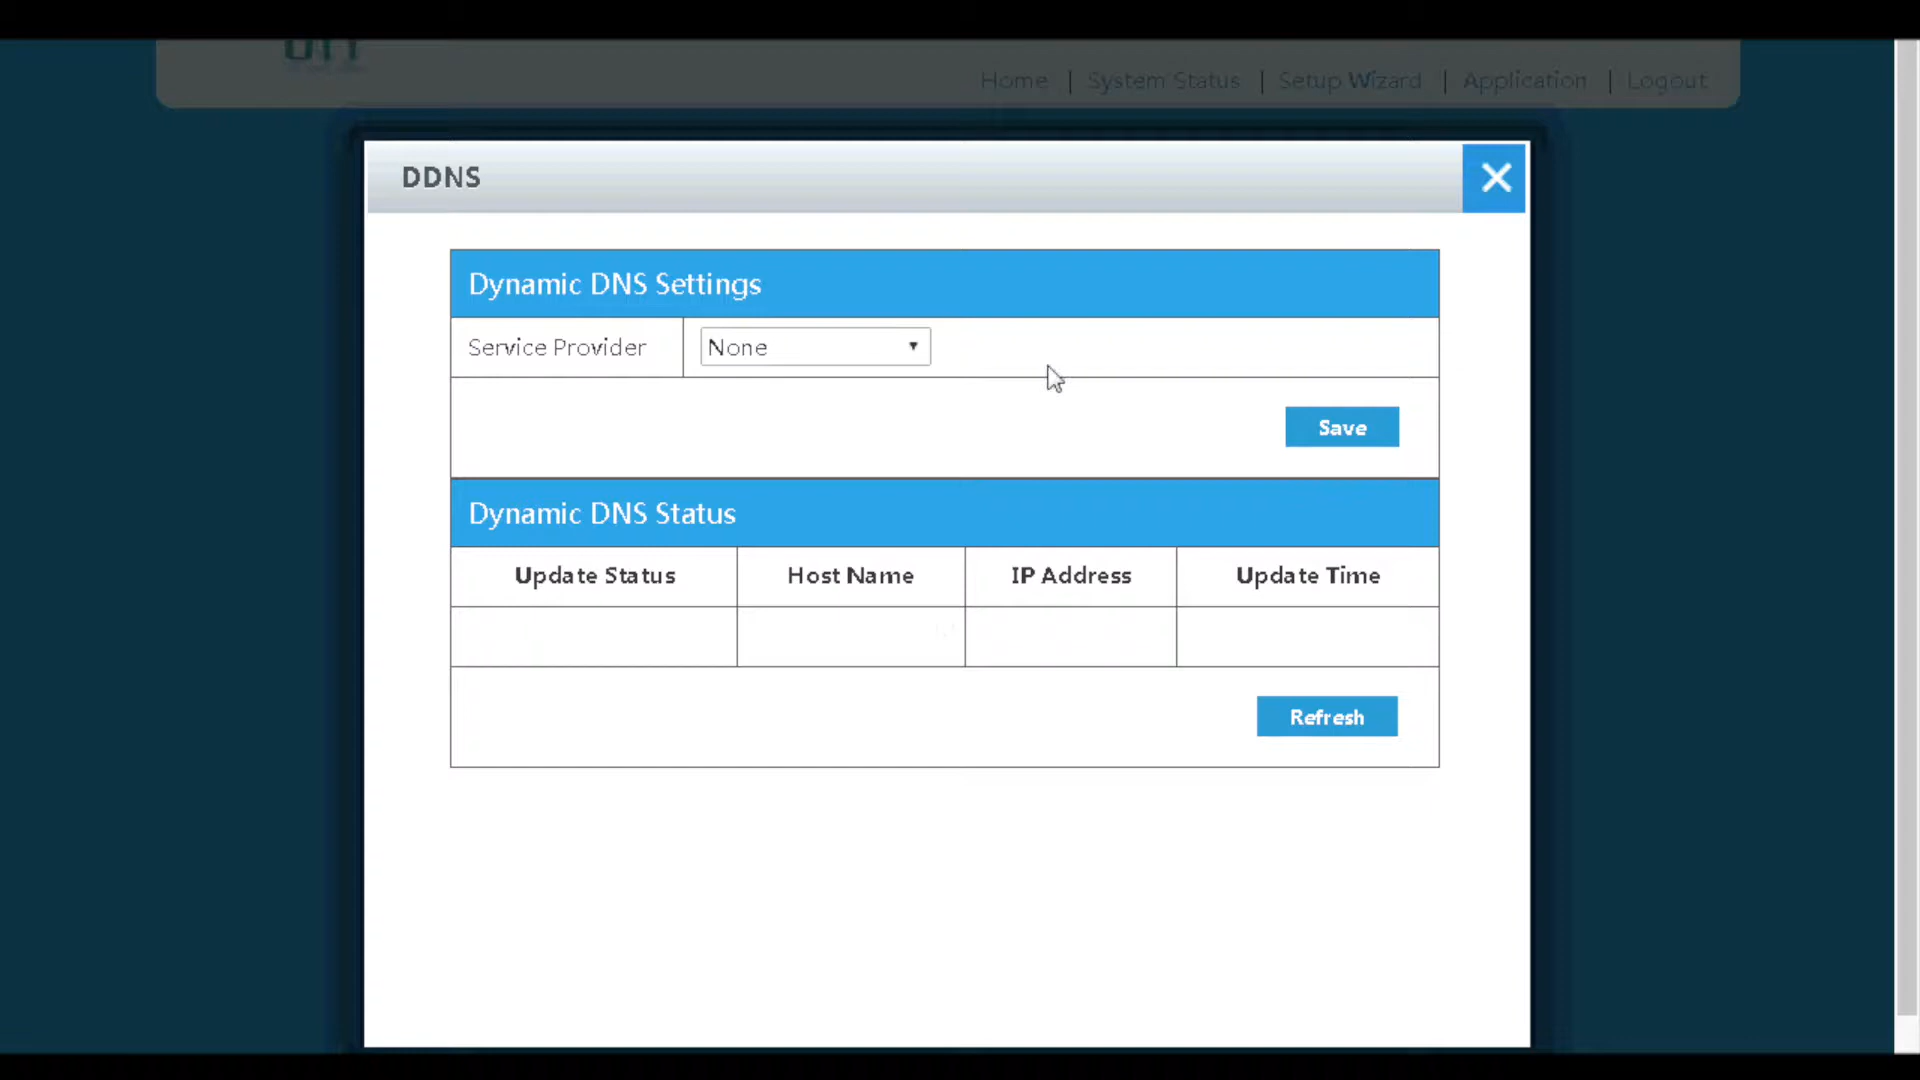 Home | System Status | Setup Wizard | Application | Logout
DDNS
Dynamic DNS Settings
Service Provider None
Save
Dynamic DNS Status
Update Status Host Name IP Address Update Time
Refresh